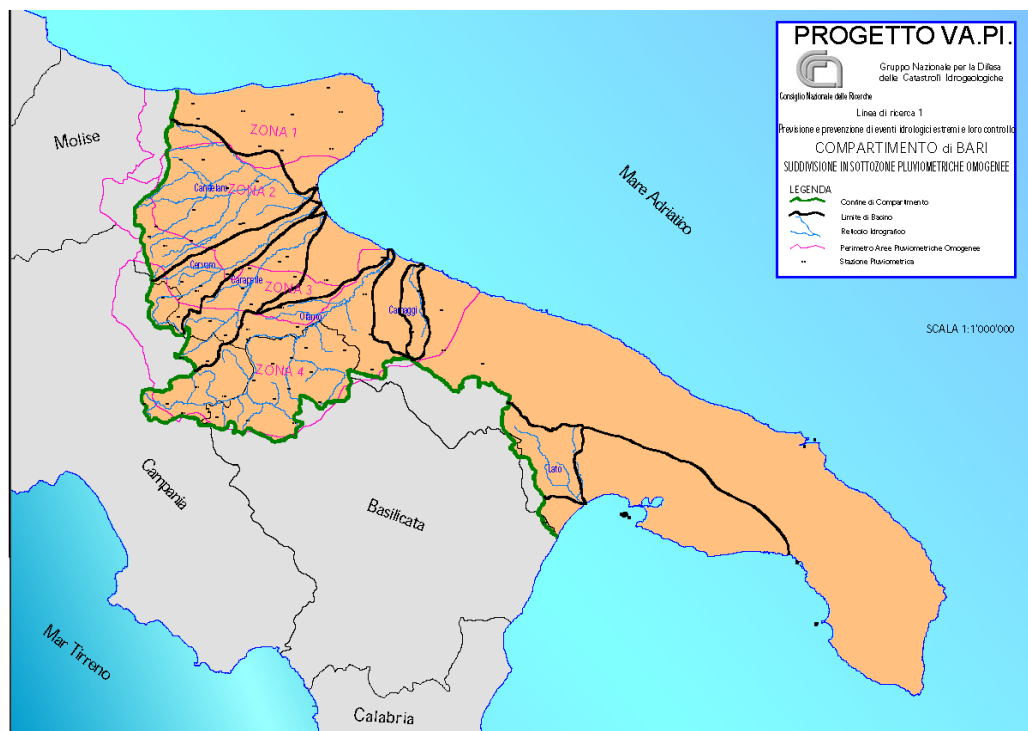 PROGETTO VA.PI.
Gruppo Nazionale per la Difesa
delle Catastrofi Idrogeologiche
Consiglio Nazionale delle Ricerche
Linea di ricerca 1
Previsione e prevenzione di eventi idrologici estremi e loro controllo
COMPARTIMENTO di BARI
SUDDIVISIONE IN SOTTOZONE PLUVIOMETRICHE OMOGENEE
LEGENDA
Confine di Compartimento
Limite di Bacino
Reticolo Idrografico
Perimetro Aree Pluviometriche Omogenee
Stazione Pluviometrica
SCALA 1:1'000'000
Molise
ZONA 1
Candelaro
ZONA 2
Mare Adriatico
Cervaro
Carapelle
ZONA 3
Ofanto
Canaggi
ZONA 4
Lato
Campania
Basilicata
Mar Tirreno
Calabria